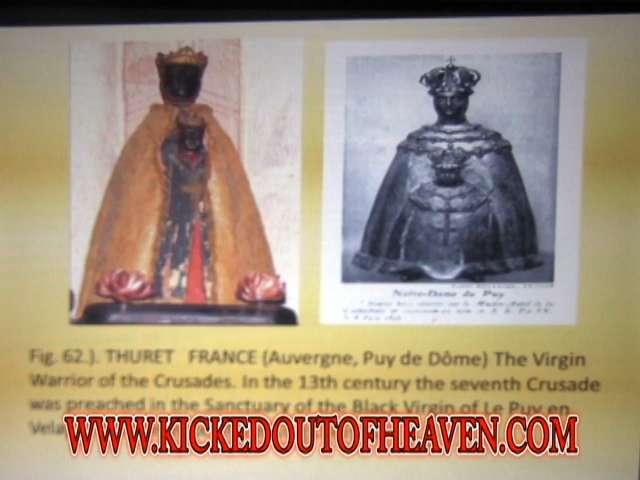 Notre-Dame du Puy
Fig. 62.). THURET FRANCE (Auvergne, Puy de Dôme) The Virgin
Warrior of the Crusades. In the 13th century the seventh Crusade
was preached in the Sanctuary of the Black Virgin of Le Puy en
WWW.KICKEDOUTOFHEAVEN.COM